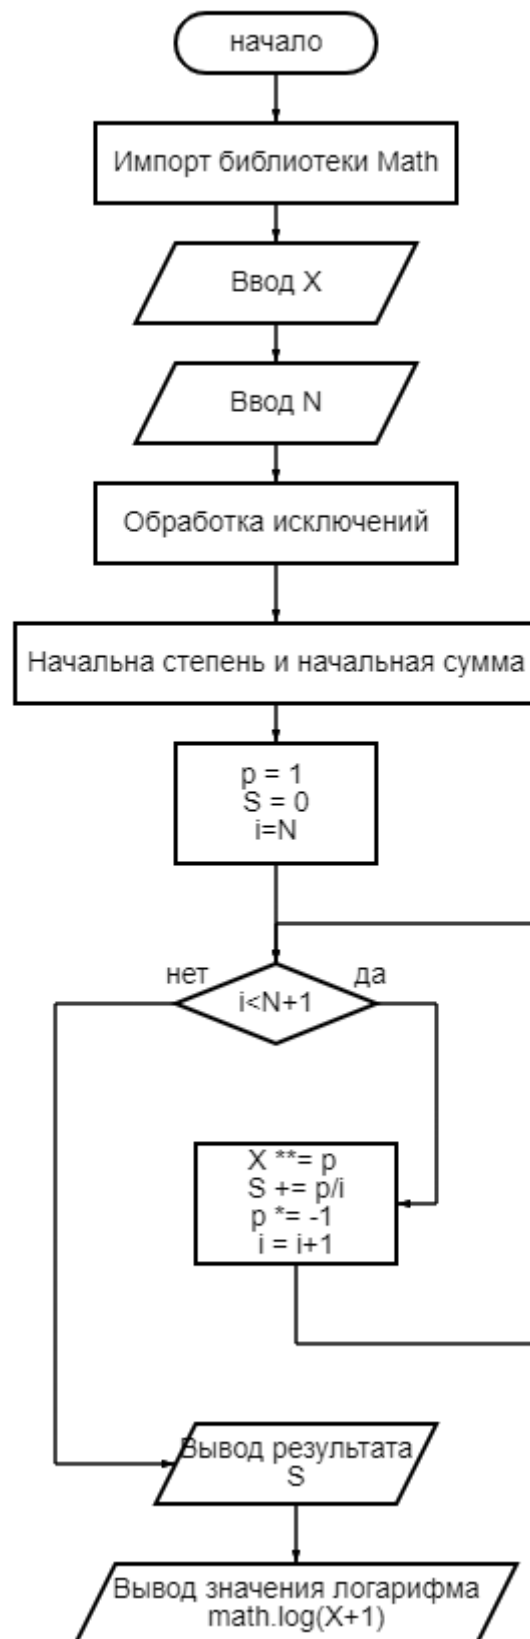 начало
Импорт библиотеки Math
Ввод X
Ввод N
Обработка исключений
Начальна степень и начальная сумма
p = 1
S = 0
i=N
нет
да
i<N+1
X **= p
S += p/i
p *= -1
i = i+1
Вывод результата
S
Вывод значения логарифма
math.log(X+1)